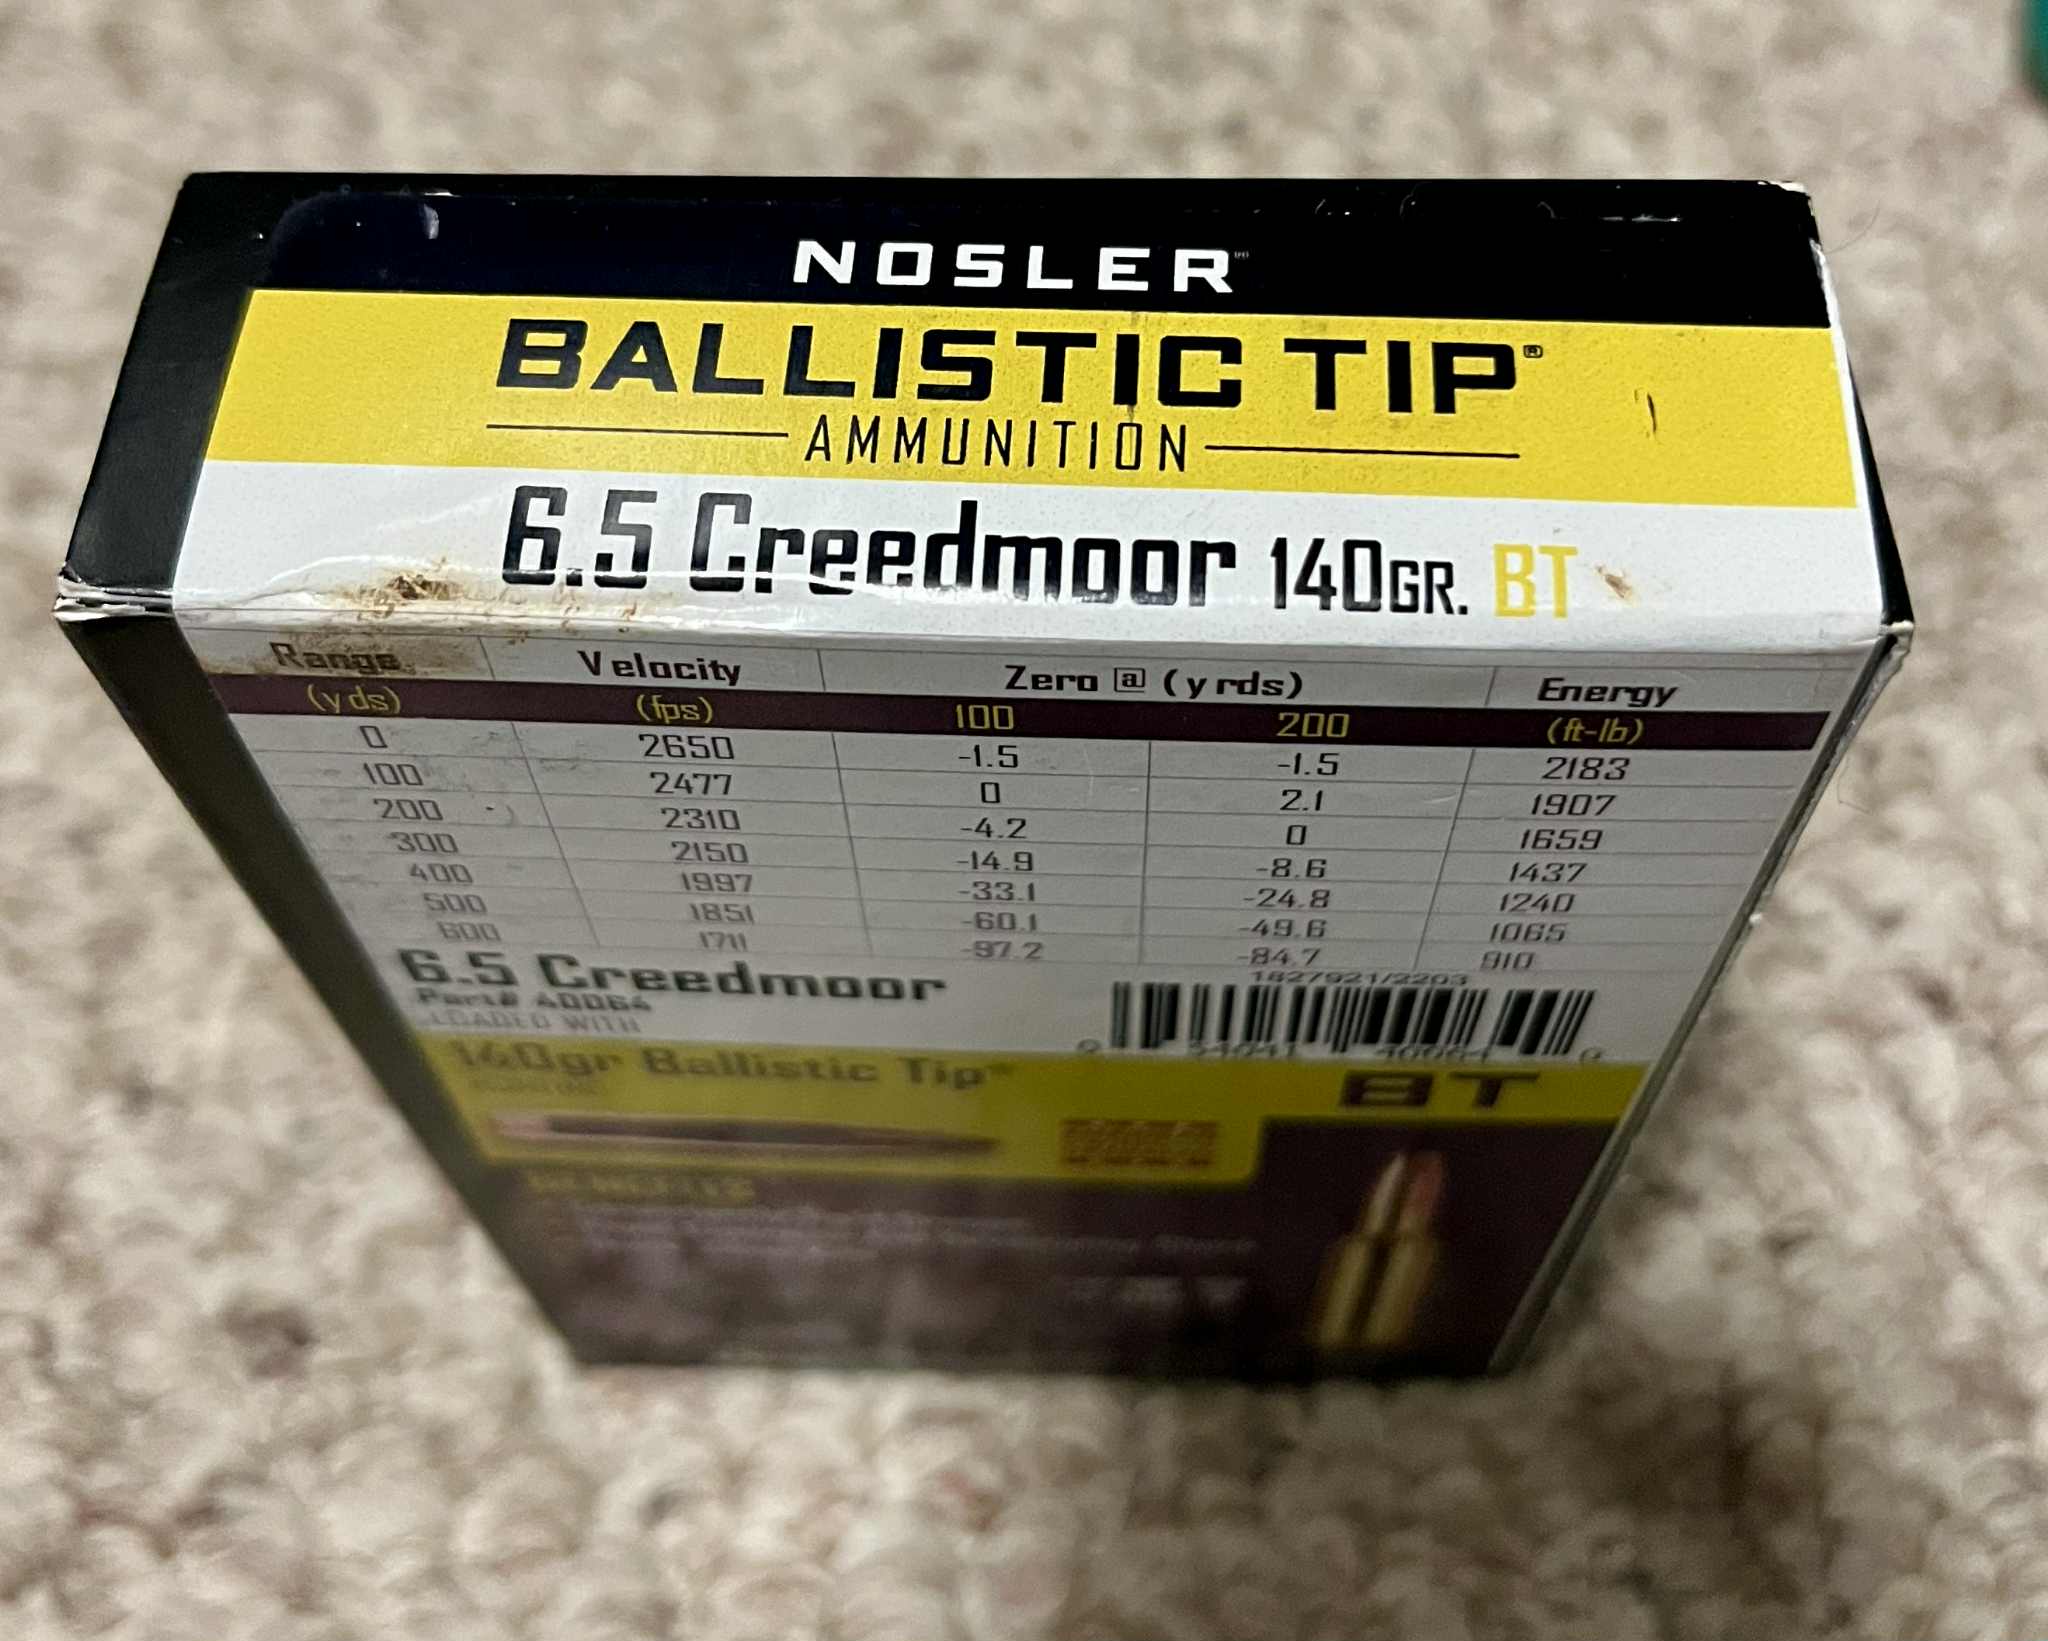 NOSLER™
BALLISTIC TIP®
AMMUNITION
6.5 Creedmoor 140GR. BT
Range Velocity Zero @ (yrds) Energy
(yds) (fps) 100 200 (ft-lb)
0 2650 -1.5 -1.5 2183
100 2477 0 2.1 1907
200 2310 -4.2 0 1659
300 2150 -14.9 -8.6 1437
400 1997 -33.1 -24.8 1240
500 1851 -60.1 -49.6 1065
600 1711 -97.2 -84.7 910
6.5 Creedmoor
Part# 40064
LOADED WITH
1827921/2203
140gr Ballistic Tip®
BT